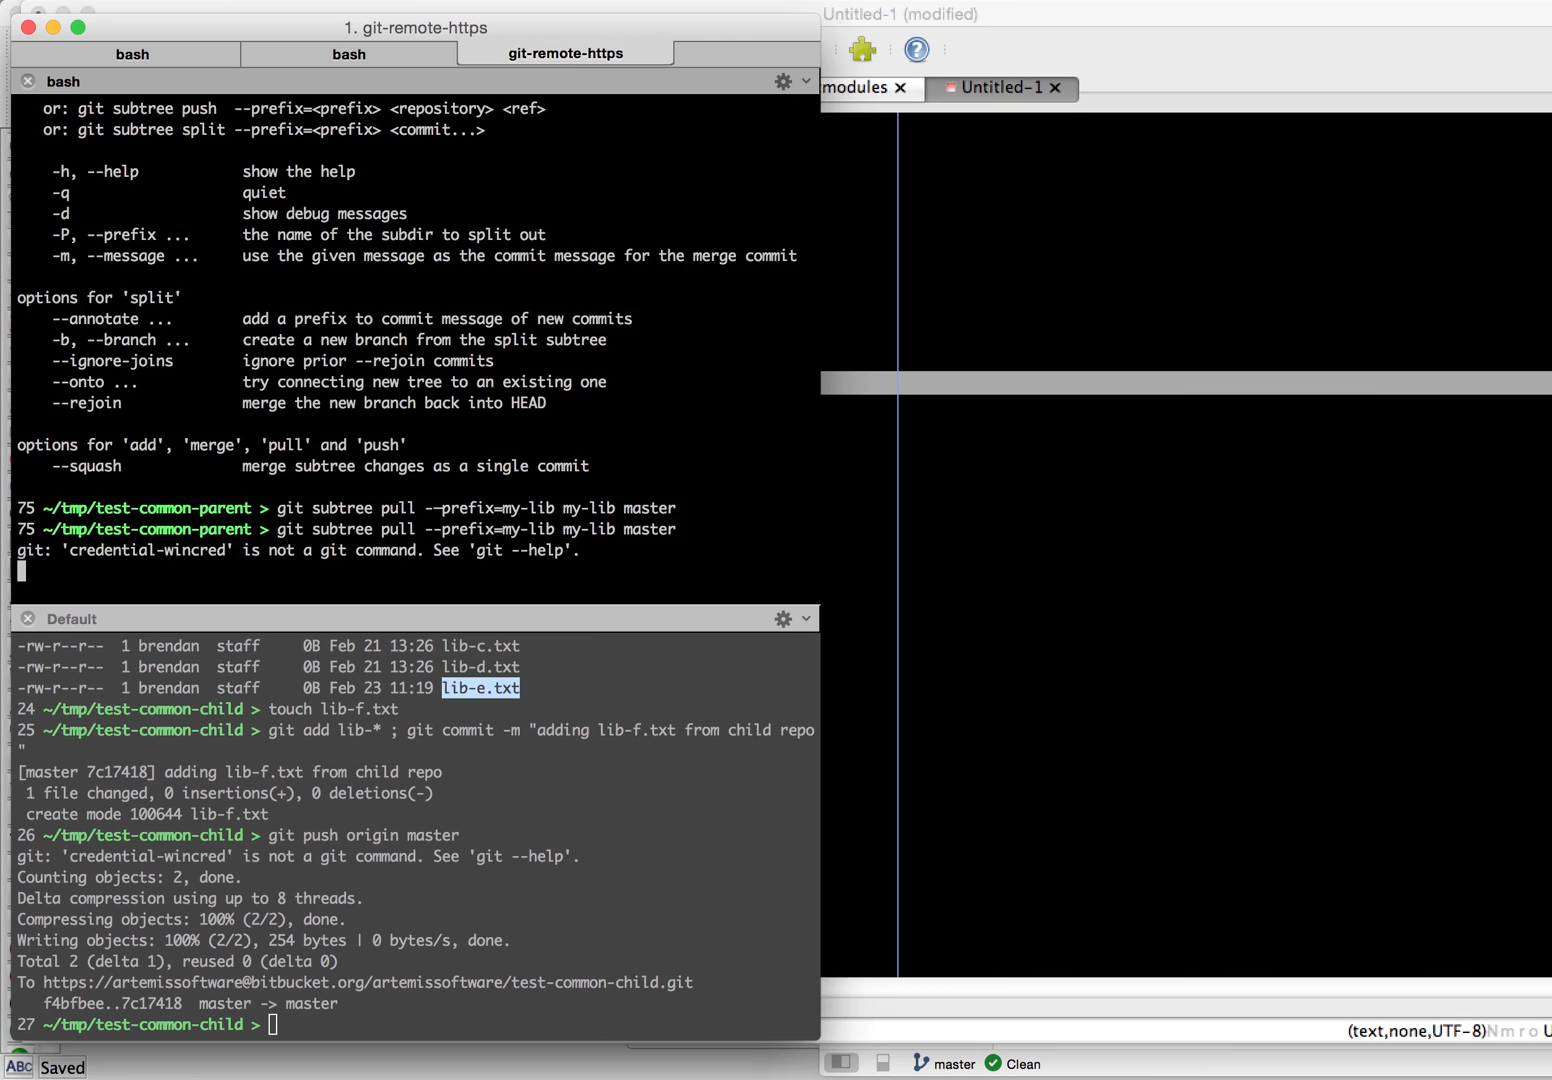 Untitled-1 (modified)
1. git-remote-https
bash
bash
git-remote-https
bash
modules
Untitled-1
or: git subtree push  --prefix=<prefix> <repository> <ref>
or: git subtree split --prefix=<prefix> <commit...>
-h, --help            show the help
-q                    quiet
-d                    show debug messages
-P, --prefix ...      the name of the subdir to split out
-m, --message ...     use the given message as the commit message for the merge commit
options for 'split'
--annotate ...        add a prefix to commit message of new commits
-b, --branch ...      create a new branch from the split subtree
--ignore-joins        ignore prior --rejoin commits
--onto ...            try connecting new tree to an existing one
--rejoin              merge the new branch back into HEAD
options for 'add', 'merge', 'pull' and 'push'
--squash              merge subtree changes as a single commit
75 ~/tmp/test-common-parent > git subtree pull --prefix=my-lib my-lib master
75 ~/tmp/test-common-parent > git subtree pull --prefix=my-lib my-lib master
git: 'credential-wincred' is not a git command. See 'git --help'.
Default
-rw-r--r--  1 brendan  staff     0B Feb 21 13:26 lib-c.txt
-rw-r--r--  1 brendan  staff     0B Feb 21 13:26 lib-d.txt
-rw-r--r--  1 brendan  staff     0B Feb 23 11:19 lib-e.txt
24 ~/tmp/test-common-child > touch lib-f.txt
25 ~/tmp/test-common-child > git add lib-* ; git commit -m "adding lib-f.txt from child repo
"
[master 7c17418] adding lib-f.txt from child repo
1 file changed, 0 insertions(+), 0 deletions(-)
create mode 100644 lib-f.txt
26 ~/tmp/test-common-child > git push origin master
git: 'credential-wincred' is not a git command. See 'git --help'.
Counting objects: 2, done.
Delta compression using up to 8 threads.
Compressing objects: 100% (2/2), done.
Writing objects: 100% (2/2), 254 bytes | 0 bytes/s, done.
Total 2 (delta 1), reused 0 (delta 0)
To https://artemissoftware@bitbucket.org/artemissoftware/test-common-child.git
f4bfbee..7c17418  master -> master
27 ~/tmp/test-common-child >
(text,none,UTF-8)Nmro U
ABC Saved
master Clean